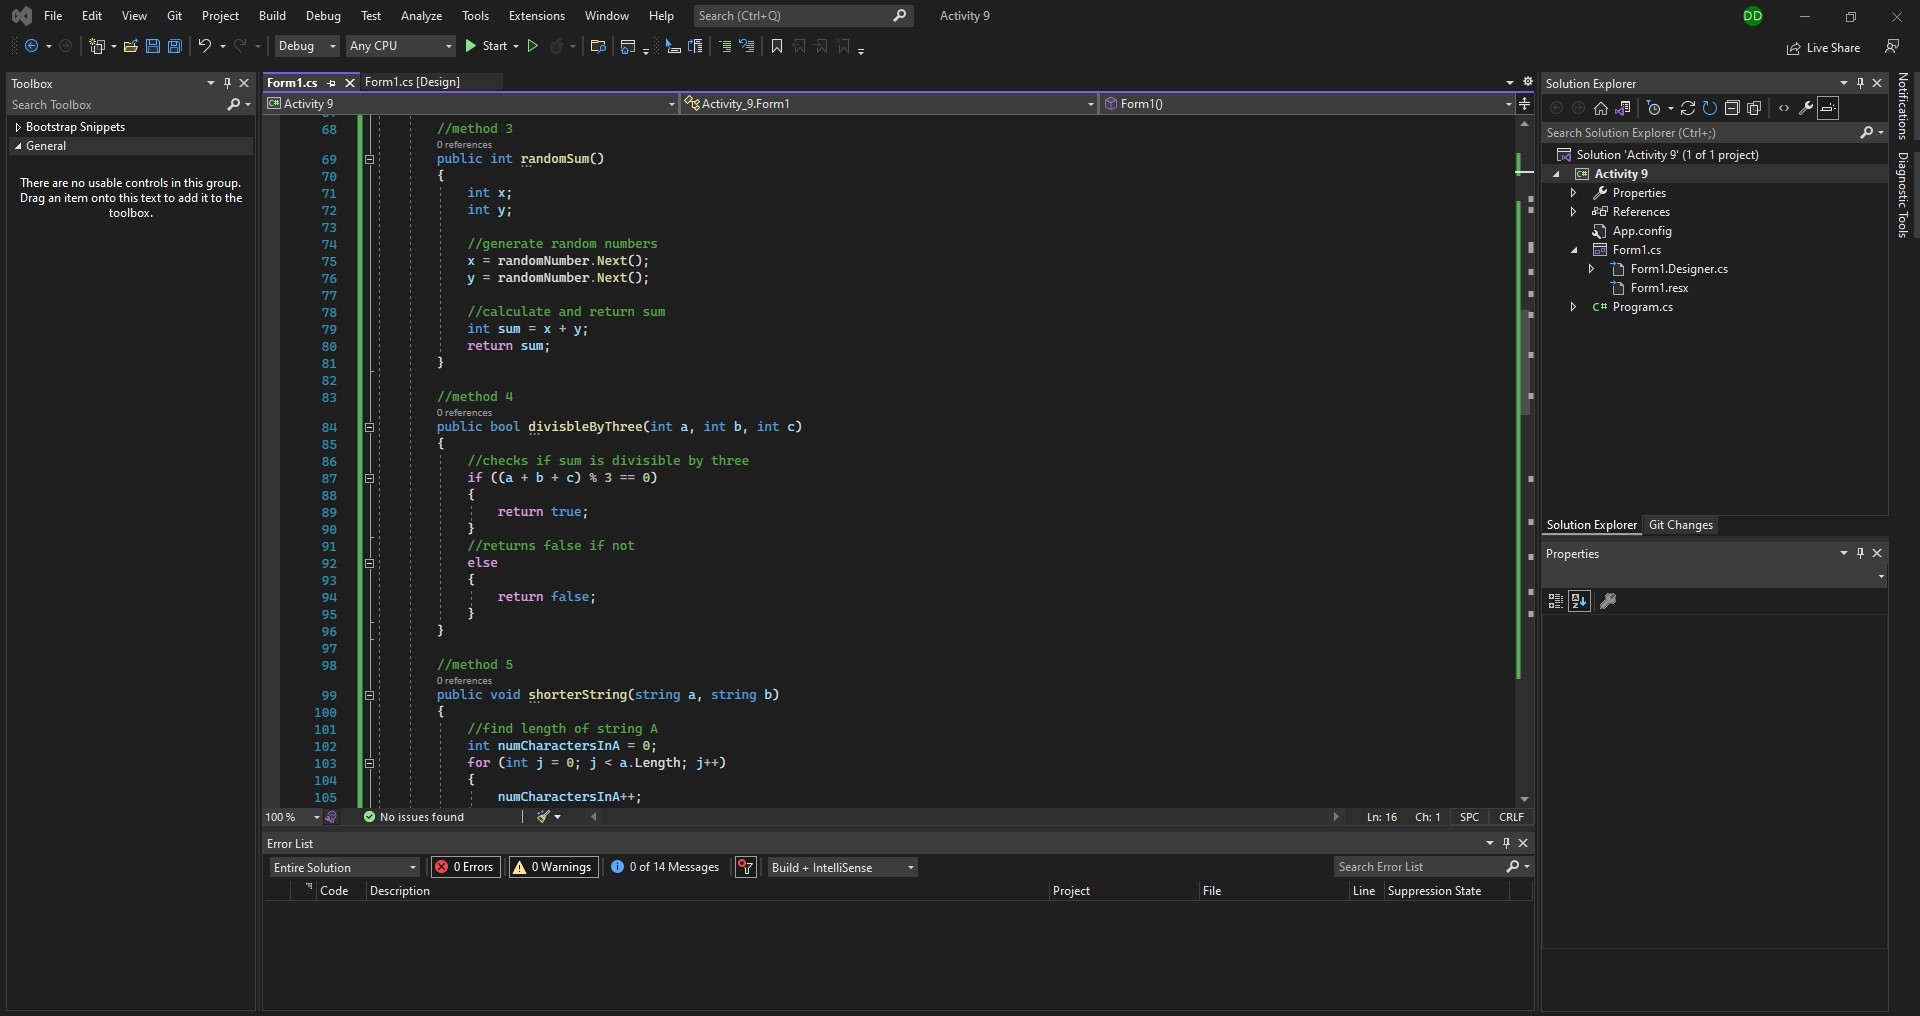 File Edit View Git Project Build Debug Test Analyze Tools Extensions Window Help Search (Ctrl+Q) Activity 9 DD
Debug Any CPU Start Live Share
Toolbox
Search Toolbox
Bootstrap Snippets
General
There are no usable controls in this group.
Drag an item onto this text to add it to the
toolbox.
Form1.cs Form1.cs [Design]
Activity 9 Activity_9.Form1 Form1()
68 //method 3
0 references
69 public int randomSum()
70 {
71 int x;
72 int y;
73
74 //generate random numbers
75 x = randomNumber.Next();
76 y = randomNumber.Next();
77
78 //calculate and return sum
79 int sum = x + y;
80 return sum;
81 }
82
83 //method 4
0 references
84 public bool divisbleByThree(int a, int b, int c)
85 {
86 //checks if sum is divisible by three
87 if ((a + b + c) % 3 == 0)
88 {
89 return true;
90 }
91 //returns false if not
92 else
93 {
94 return false;
95 }
96 }
97
98 //method 5
0 references
99 public void shorterString(string a, string b)
100 {
101 //find length of string A
102 int numCharactersInA = 0;
103 for (int j = 0; j < a.Length; j++)
104 {
105 numCharactersInA++;
100 % No issues found Ln: 16 Ch: 1 SPC CRLF
Error List
Entire Solution 0 Errors 0 Warnings 0 of 14 Messages Build + IntelliSense Search Error List
Code Description Project File Line Suppression State
Solution Explorer
Search Solution Explorer (Ctrl+;)
Solution 'Activity 9' (1 of 1 project)
C# Activity 9
Properties
References
App.config
Form1.cs
Form1.Designer.cs
Form1.resx
C# Program.cs
Solution Explorer Git Changes
Properties
Notifications
Diagnostic Tools